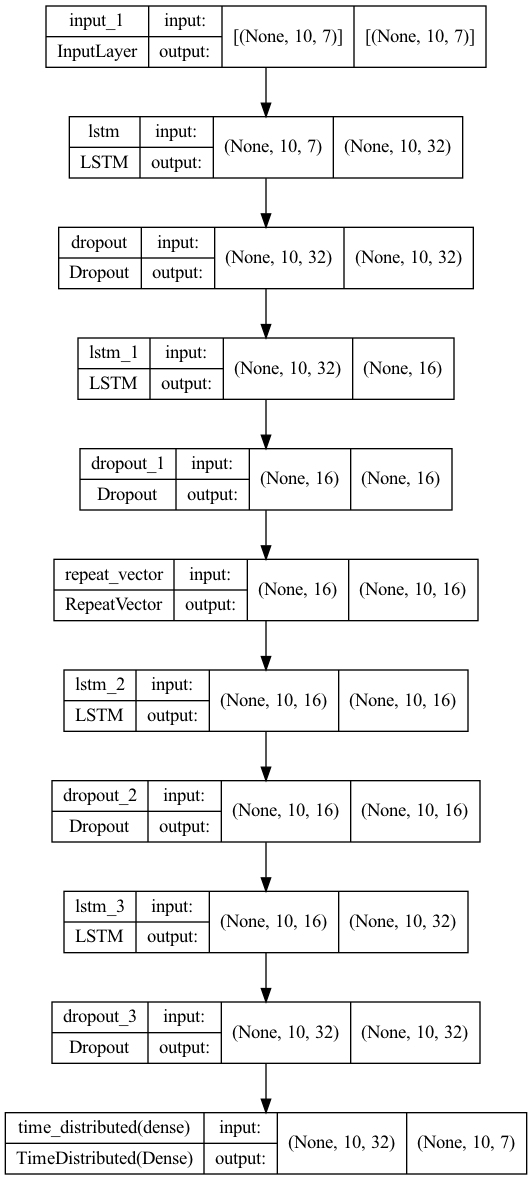 input_1 input: [(None, 10, 7)] [(None, 10, 7)]
InputLayer output:
lstm input: (None, 10, 7) (None, 10, 32)
LSTM output:
dropout input: (None, 10, 32) (None, 10, 32)
Dropout output:
lstm_1 input: (None, 10, 32) (None, 16)
LSTM output:
dropout_1 input: (None, 16) (None, 16)
Dropout output:
repeat_vector input: (None, 16) (None, 10, 16)
RepeatVector output:
lstm_2 input: (None, 10, 16) (None, 10, 16)
LSTM output:
dropout_2 input: (None, 10, 16) (None, 10, 16)
Dropout output:
lstm_3 input: (None, 10, 16) (None, 10, 32)
LSTM output:
dropout_3 input: (None, 10, 32) (None, 10, 32)
Dropout output:
time_distributed(dense) input: (None, 10, 32) (None, 10, 7)
TimeDistributed(Dense) output: